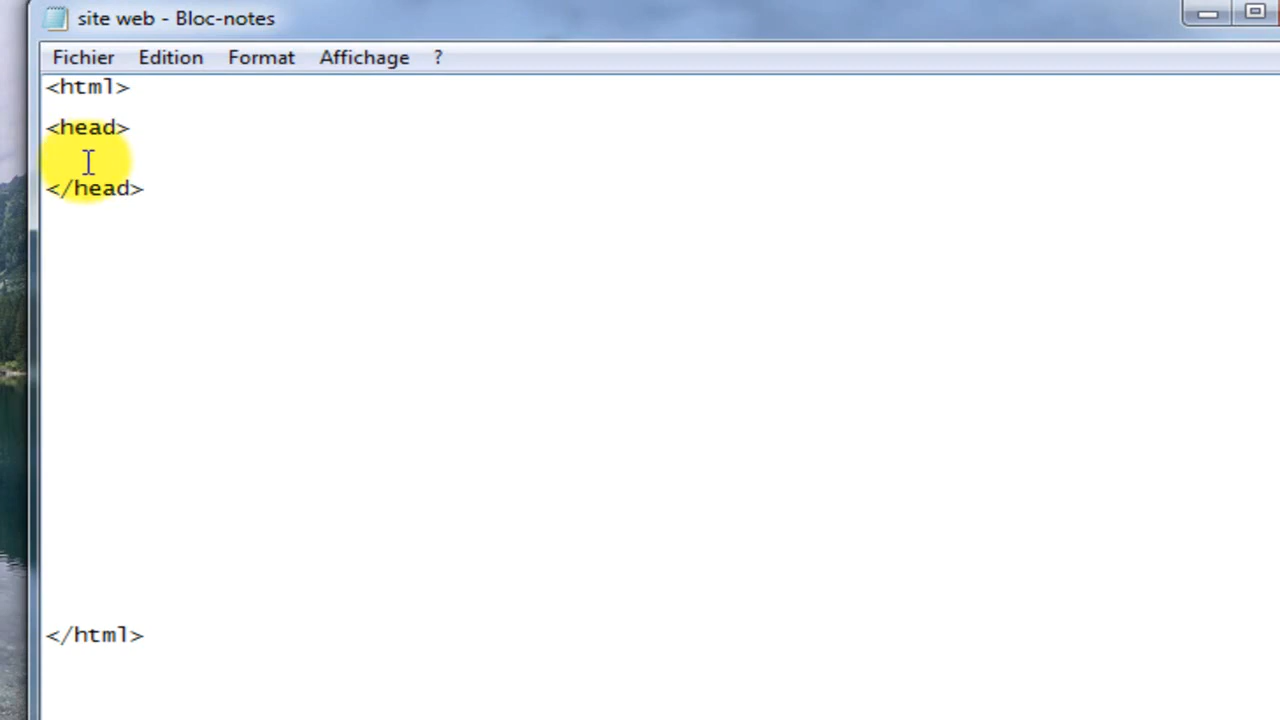 site web - Bloc-notes
Fichier Edition Format Affichage ?
<html>
<head>
</head>
</html>